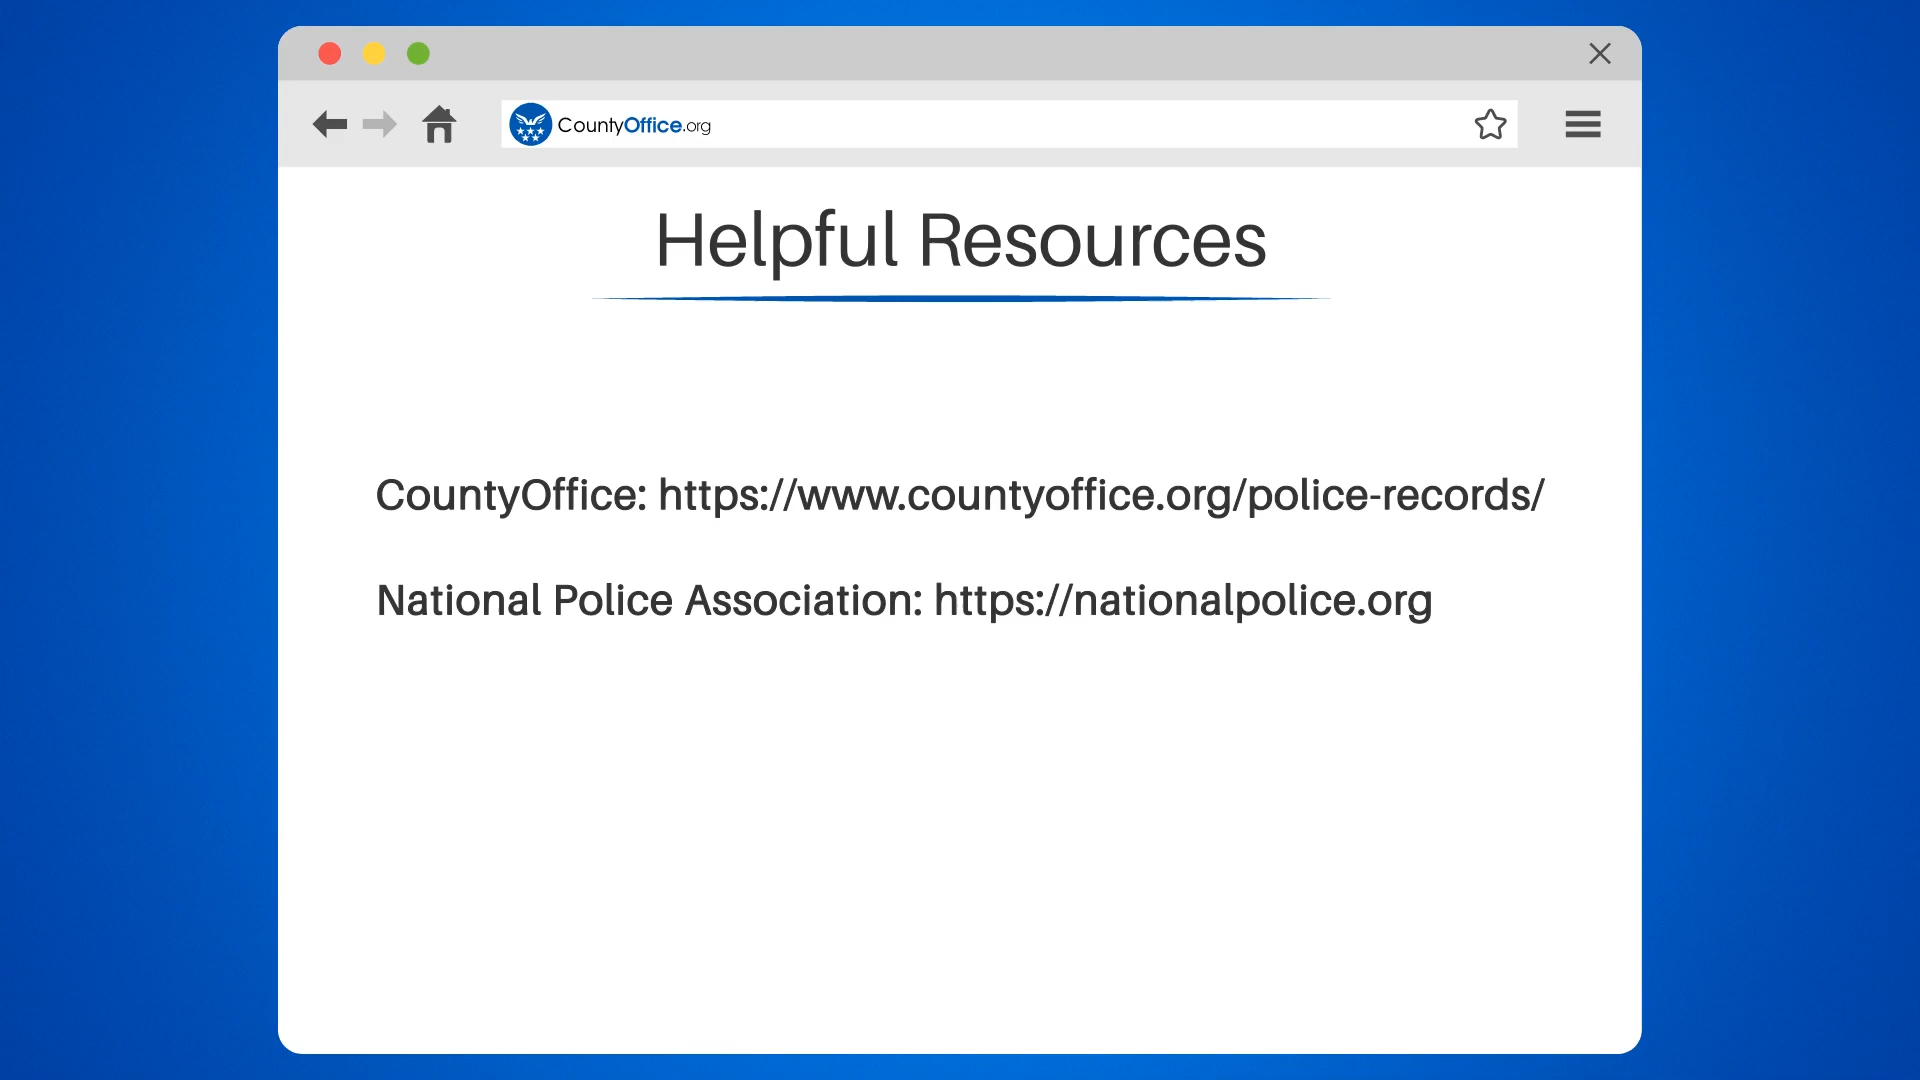 CountyOffice.org
Helpful Resources
CountyOffice: https://www.countyoffice.org/police-records/
National Police Association: https://nationalpolice.org